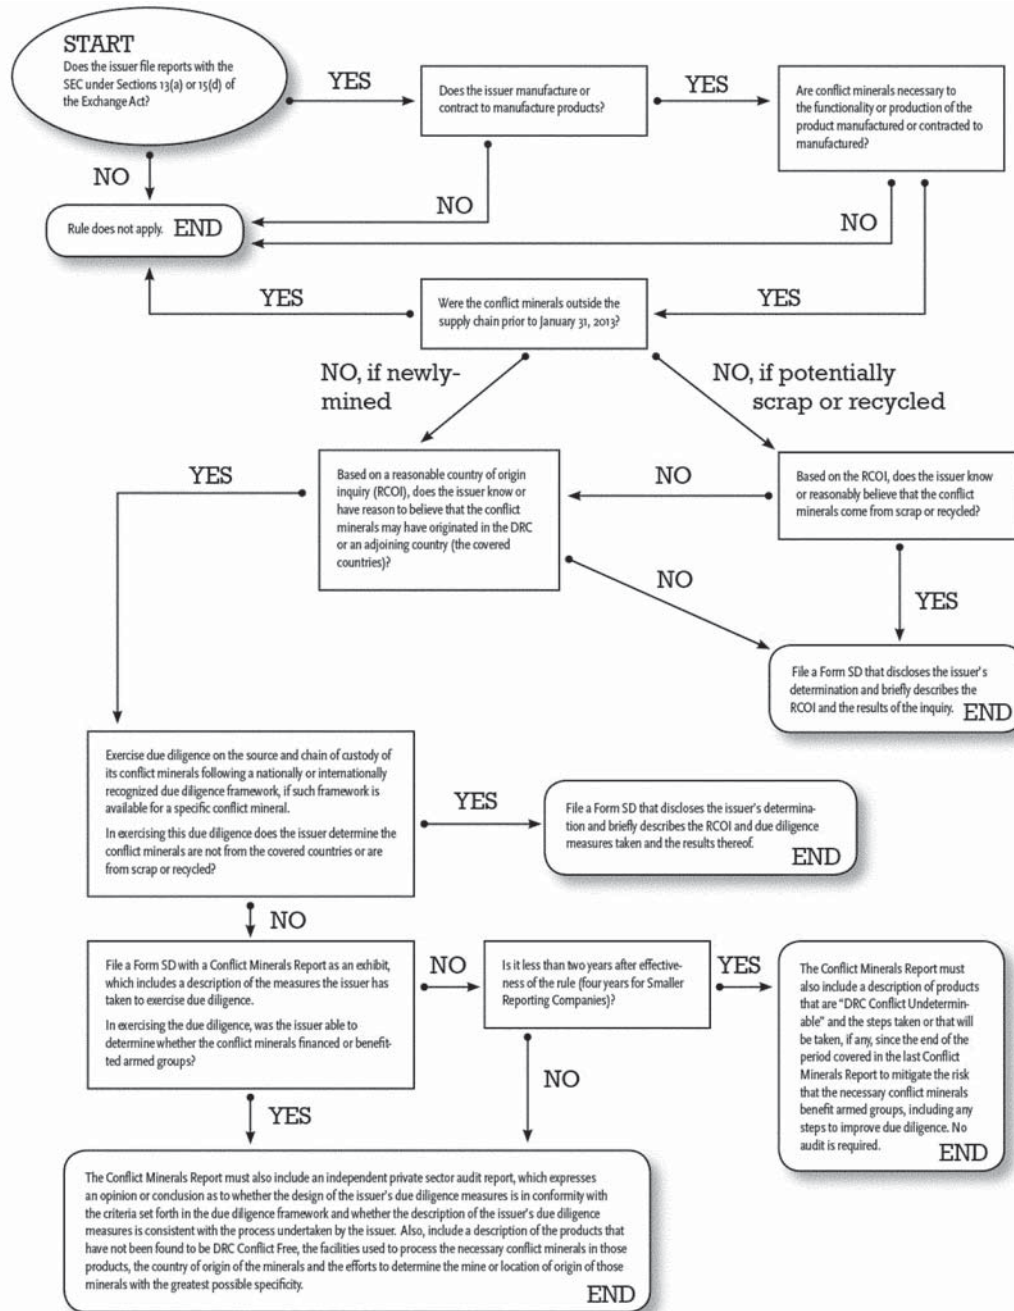 START
Does the issuer file reports with the
SEC under Sections 13(a) or 15(d) of
the Exchange Act?
YES
Does the issuer manufacture or
contract to manufacture products?
YES
Are conflict minerals necessary to
the functionality or production of the
product manufactured or contracted to
manufactured?
NO
NO
NO
Rule does not apply. END
YES
Were the conflict minerals outside the
supply chain prior to January 31, 2013?
YES
NO, if newly-
mined
NO, if potentially
scrap or recycled
YES
Based on a reasonable country of origin
inquiry (RCOI), does the issuer know or
have reason to believe that the conflict
minerals may have originated in the DRC
or an adjoining country (the covered
countries)?
NO
Based on the RCOI, does the issuer know
or reasonably believe that the conflict
minerals come from scrap or recycled?
NO
YES
File a Form SD that discloses the issuer's
determination and briefly describes the
RCOI and the results of the inquiry. END
Exercise due diligence on the source and chain of custody of
its conflict minerals following a nationally or internationally
recognized due diligence framework, if such framework is
available for a specific conflict mineral.
In exercising this due diligence does the issuer determine the
conflict minerals are not from the covered countries or are
from scrap or recycled?
YES
File a Form SD that discloses the issuer's determina-
tion and briefly describes the RCOI and due diligence
measures taken and the results thereof.
END
NO
File a Form SD with a Conflict Minerals Report as an exhibit,
which includes a description of the measures the issuer has
taken to exercise due diligence.
In exercising the due diligence, was the issuer able to
determine whether the conflict minerals financed or benefit-
ted armed groups?
NO
Is it less than two years after effective-
ness of the rule (four years for Smaller
Reporting Companies)?
YES
The Conflict Minerals Report must
also include a description of products
that are "DRC Conflict Undetermin-
able" and the steps taken or that will
be taken, if any, since the end of the
period covered in the last Conflict
Minerals Report to mitigate the risk
that the necessary conflict minerals
benefit armed groups, including any
steps to improve due diligence. No
audit is required.
END
YES
NO
The Conflict Minerals Report must also include an independent private sector audit report, which expresses
an opinion or conclusion as to whether the design of the issuer's due diligence measures is in conformity with
the criteria set forth in the due diligence framework and whether the description of the issuer's due diligence
measures is consistent with the process undertaken by the issuer. Also, include a description of the products that
have not been found to be DRC Conflict Free, the facilities used to process the necessary conflict minerals in those
products, the country of origin of the minerals and the efforts to determine the mine or location of origin of those
minerals with the greatest possible specificity.
END